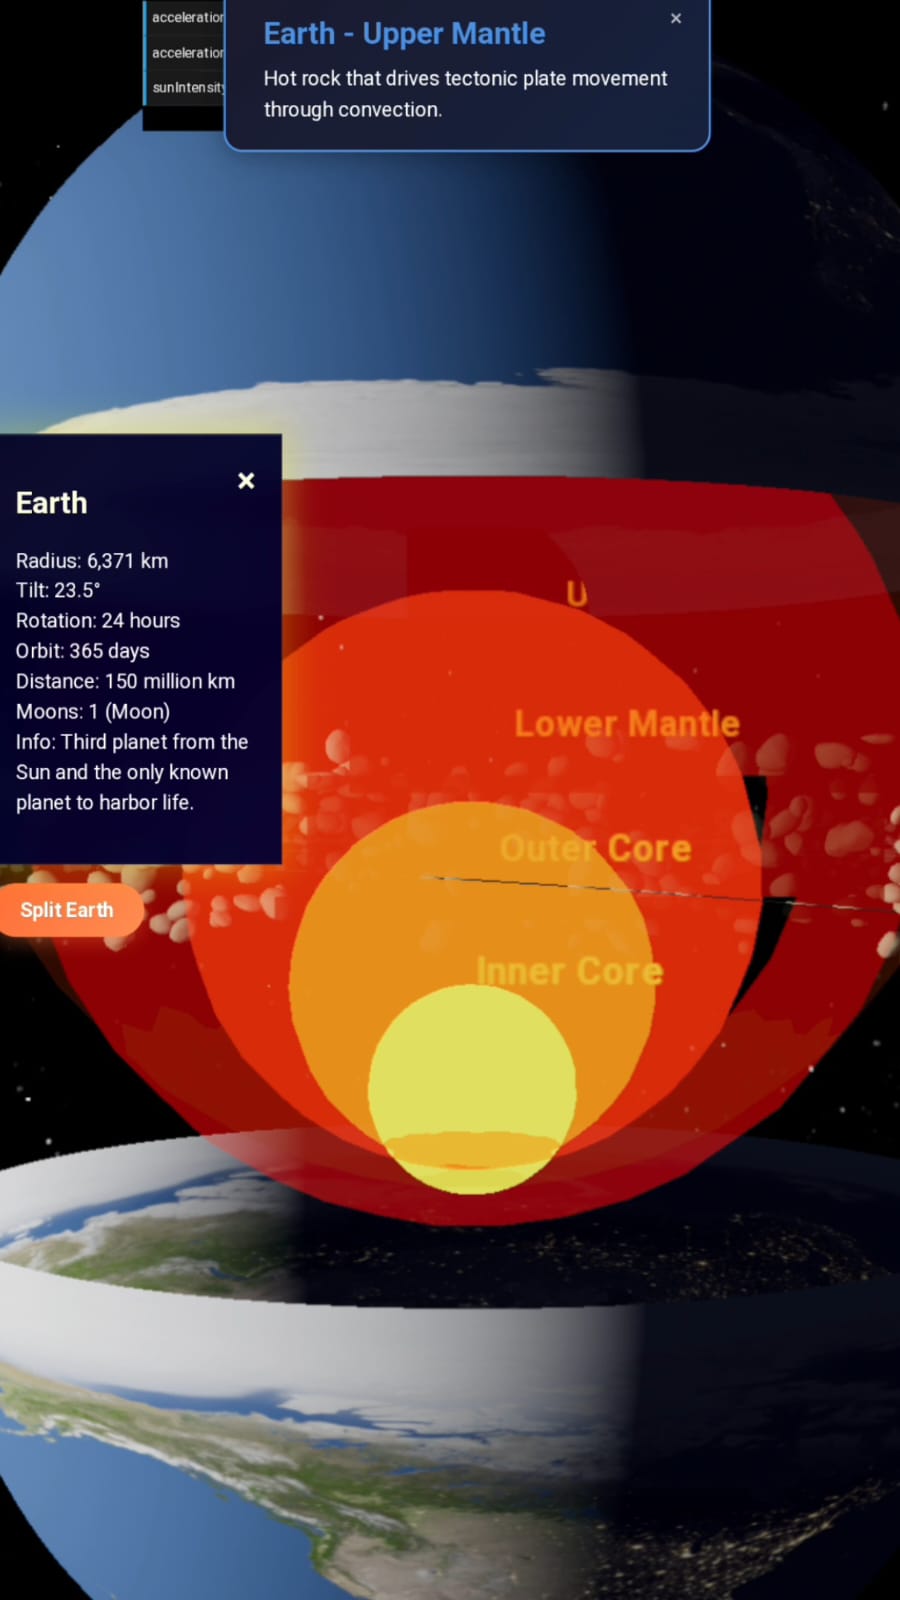 acceleration
acceleration
sunIntensity
Earth - Upper Mantle
×
Hot rock that drives tectonic plate movement
through convection.
×
Earth
Radius: 6,371 km
Tilt: 23.5°
Rotation: 24 hours
Orbit: 365 days
Distance: 150 million km
Moons: 1 (Moon)
Info: Third planet from the
Sun and the only known
planet to harbor life.
U
Lower Mantle
Outer Core
Inner Core
Split Earth